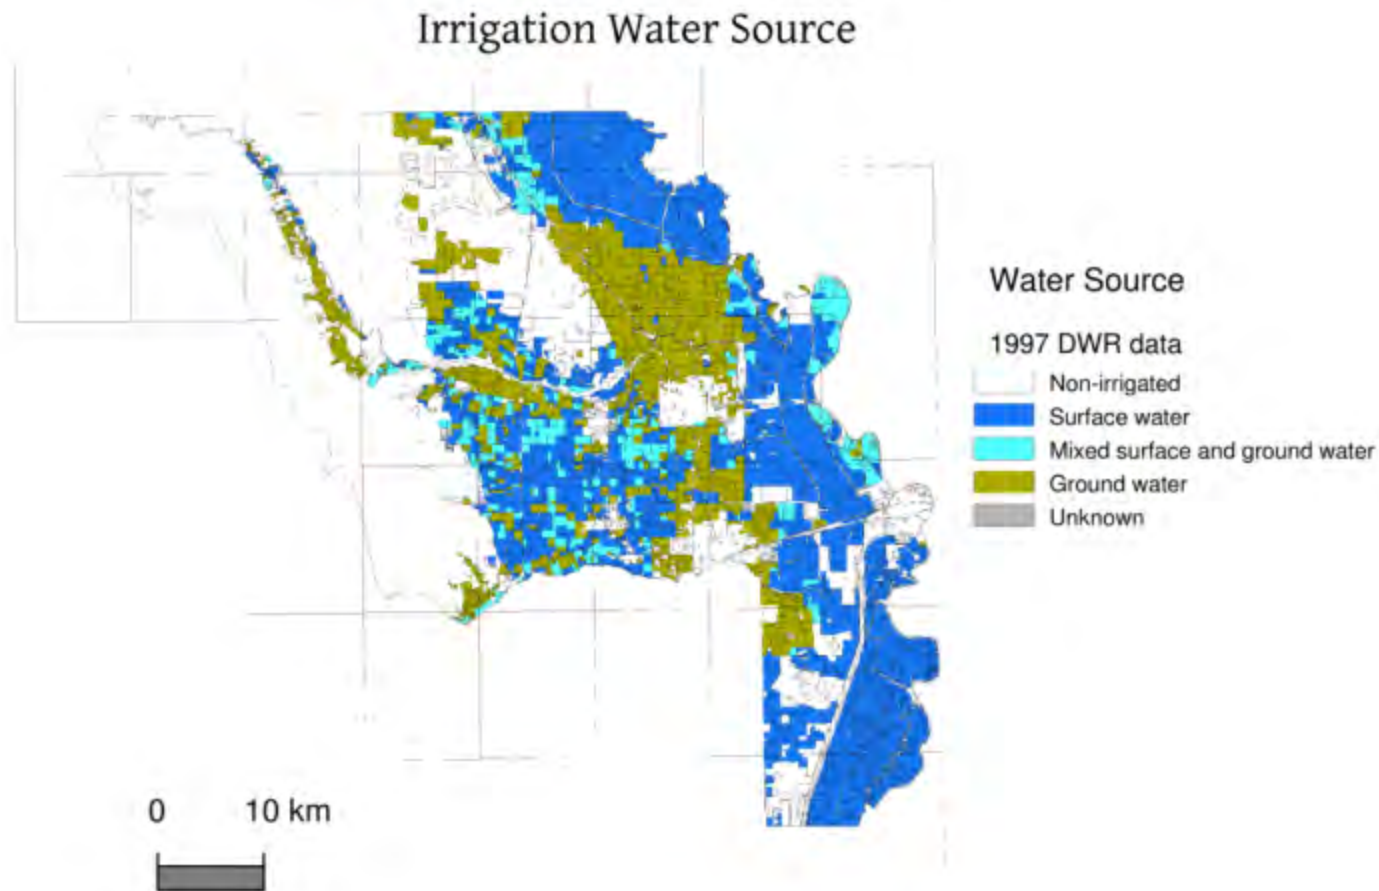 Irrigation Water Source
Water Source
1997 DWR data
Non-irrigated
Surface water
Mixed surface and ground water
Ground water
Unknown
0 10 km